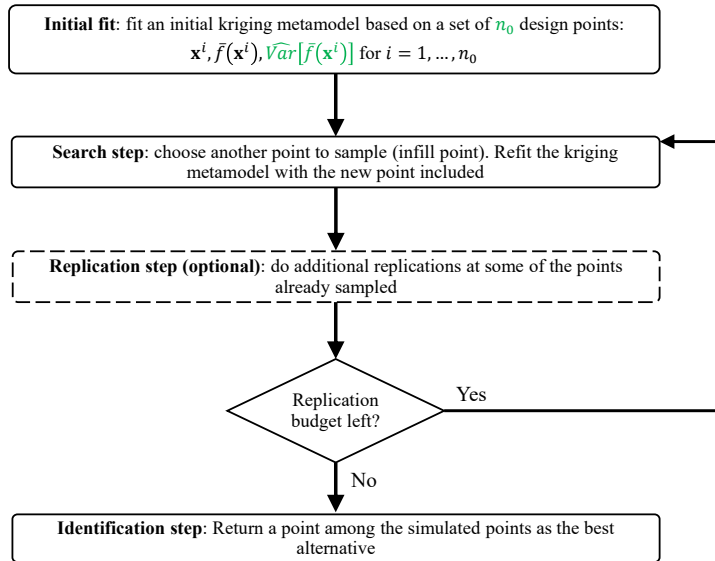 Initial fit: fit an initial kriging metamodel based on a set of n₀ design points:
𝐱ⁱ, f̄(𝐱ⁱ), V̂ar[f̄(𝐱ⁱ)] for i = 1, … , n₀
Search step: choose another point to sample (infill point). Refit the kriging
metamodel with the new point included
Replication step (optional): do additional replications at some of the points
already sampled
Replication
budget left?
Yes
No
Identification step: Return a point among the simulated points as the best
alternative